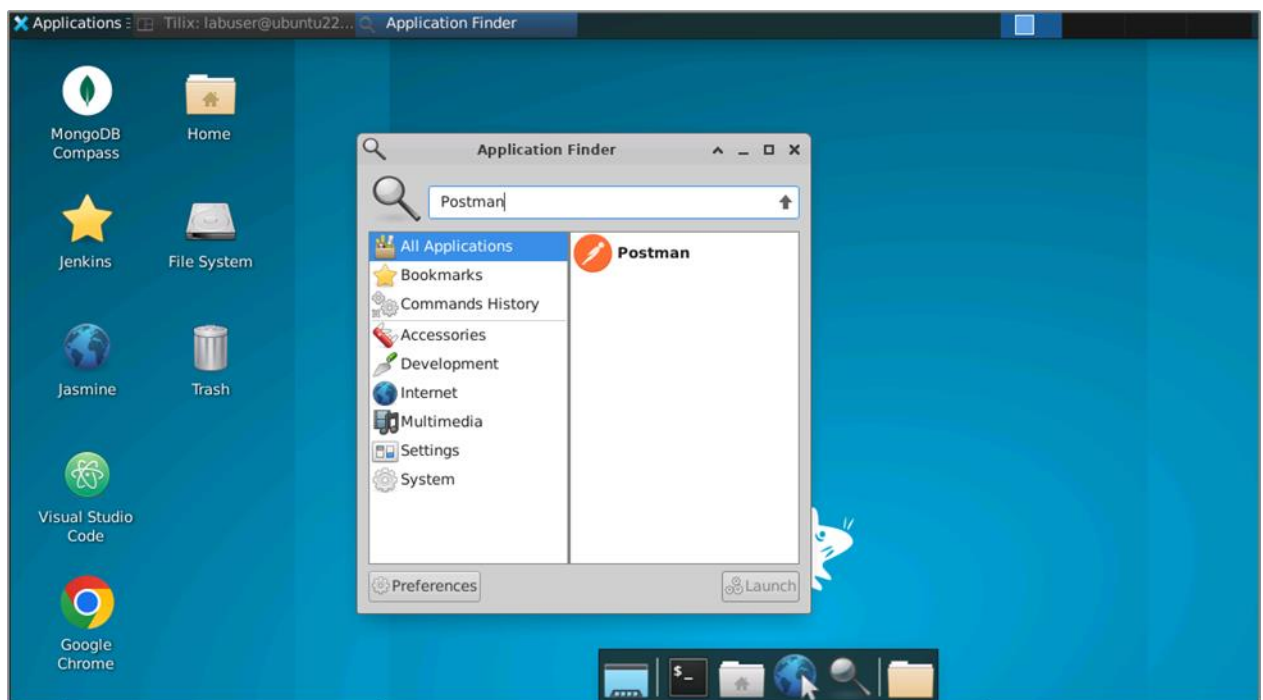 Applications
Tilix: labuser@ubuntu22...
Application Finder
MongoDB
Compass
Home
Jenkins
File System
Jasmine
Trash
Visual Studio
Code
Google
Chrome
Application Finder
Postman
All Applications
Bookmarks
Commands History
Accessories
Development
Internet
Multimedia
Settings
System
Postman
Preferences
Launch
$_